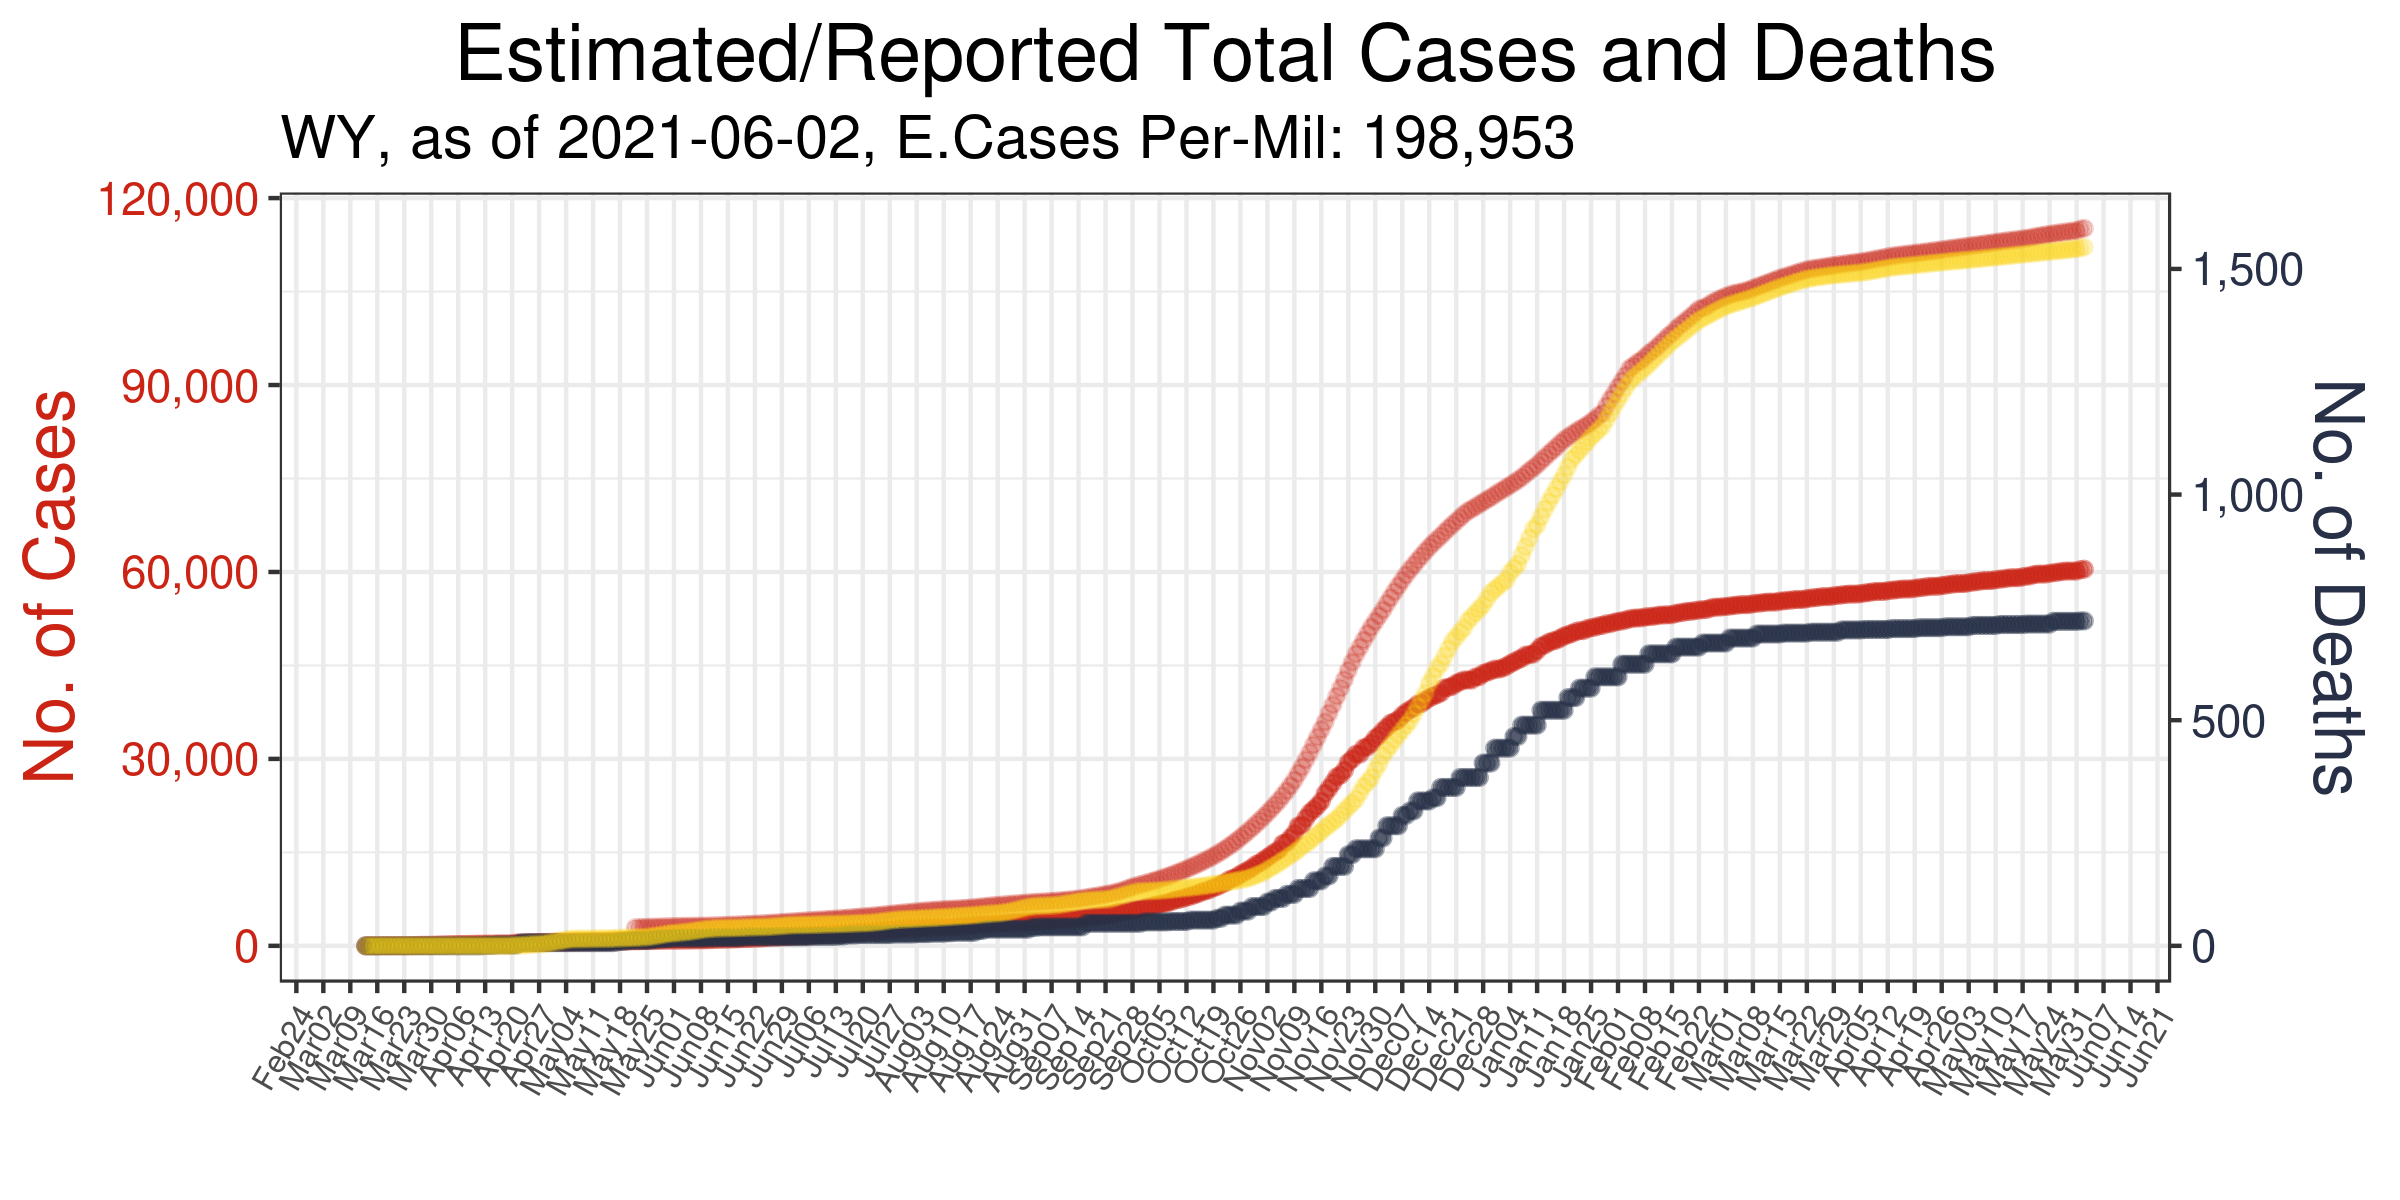 Estimated/Reported Total Cases and Deaths
WY, as of 2021-06-02, E.Cases Per-Mil: 198,953
No. of Cases
120,000
90,000
60,000
30,000
0
1,500
1,000
500
0
No. of Deaths
Feb24
Mar02
Mar09
Mar16
Mar23
Mar30
Apr06
Apr13
Apr20
Apr27
May04
May11
May18
May25
Jun01
Jun08
Jun15
Jun22
Jun29
Jul06
Jul13
Jul20
Jul27
Aug03
Aug10
Aug17
Aug24
Aug31
Sep07
Sep14
Sep21
Sep28
Oct05
Oct12
Oct19
Oct26
Nov02
Nov09
Nov16
Nov23
Nov30
Dec07
Dec14
Dec21
Dec28
Jan04
Jan11
Jan18
Jan25
Feb01
Feb08
Feb15
Feb22
Mar01
Mar08
Mar15
Mar22
Mar29
Apr05
Apr12
Apr19
Apr26
May03
May10
May17
May24
May31
Jun07
Jun14
Jun21